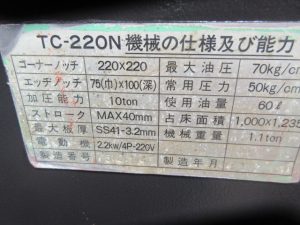 TC-220N 機械の仕様及び能力
コーナーノッチ 220×220 最大油圧 70kg/c
エッヂノッチ 75(巾)×100(深) 常用圧力 50kg/cm
加圧能力 10ton 使用油量 60ℓ
ストローク MAX40mm 占床面積 1,000×1,235
最大板厚 SS41-3.2mm 機械重量 1.1ton
電動機 2.2kw/4P-220V
製造番号 製造年月